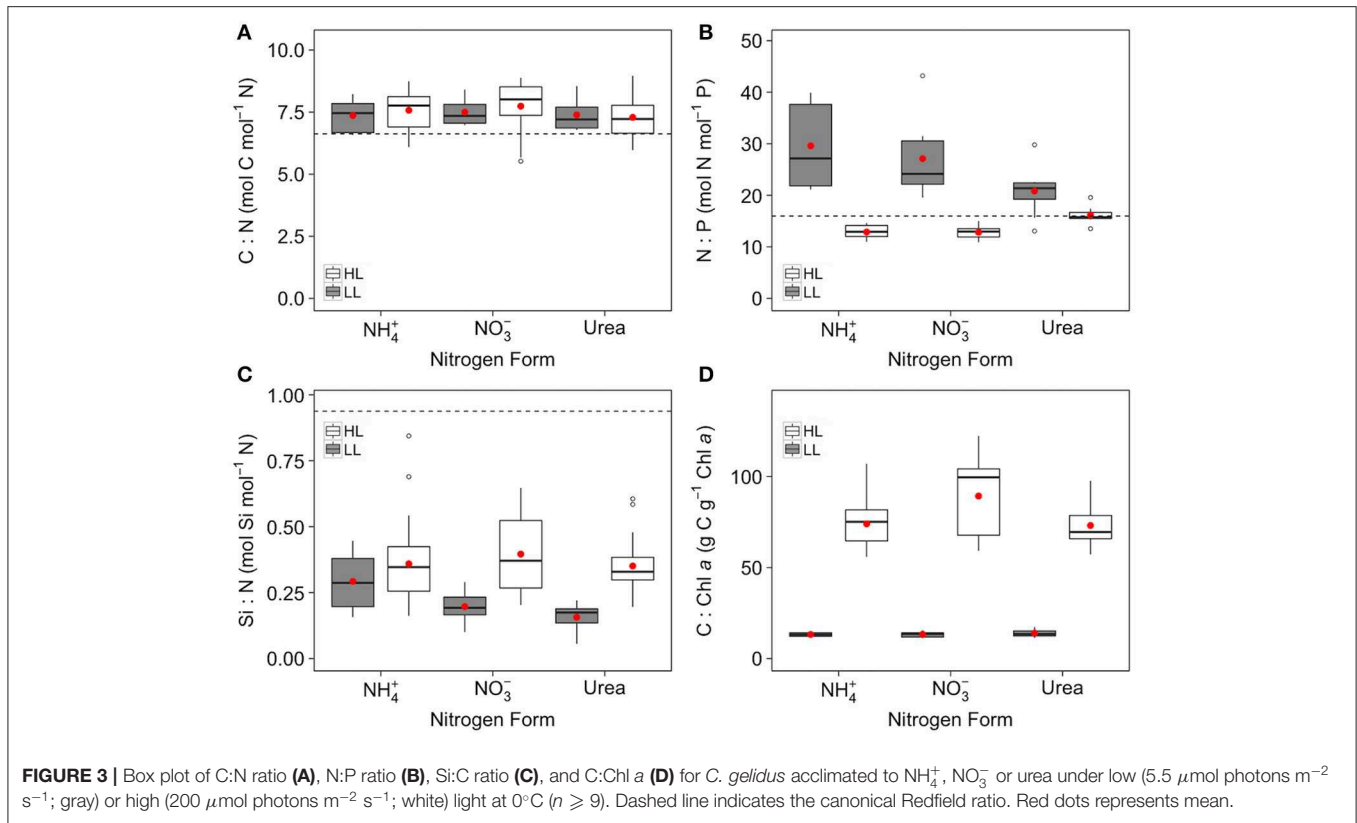 A
C : N (mol C mol⁻¹ N)
10.0
7.5
5.0
2.5
0.0
HL
LL
NH₄⁺ NO₃⁻ Urea
Nitrogen Form
B
N : P (mol N mol⁻¹ P)
50
40
30
20
10
0
HL
LL
NH₄⁺ NO₃⁻ Urea
Nitrogen Form
C
Si : N (mol Si mol⁻¹ N)
1.00
0.75
0.50
0.25
0.00
HL
LL
NH₄⁺ NO₃⁻ Urea
Nitrogen Form
D
C : Chl a (g C g⁻¹ Chl a)
100
50
0
HL
LL
NH₄⁺ NO₃⁻ Urea
Nitrogen Form
FIGURE 3 | Box plot of C:N ratio (A), N:P ratio (B), Si:C ratio (C), and C:Chl a (D) for C. gelidus acclimated to NH₄⁺, NO₃⁻ or urea under low (5.5 μmol photons m⁻²
s⁻¹; gray) or high (200 μmol photons m⁻² s⁻¹; white) light at 0°C (n ⩾ 9). Dashed line indicates the canonical Redfield ratio. Red dots represents mean.